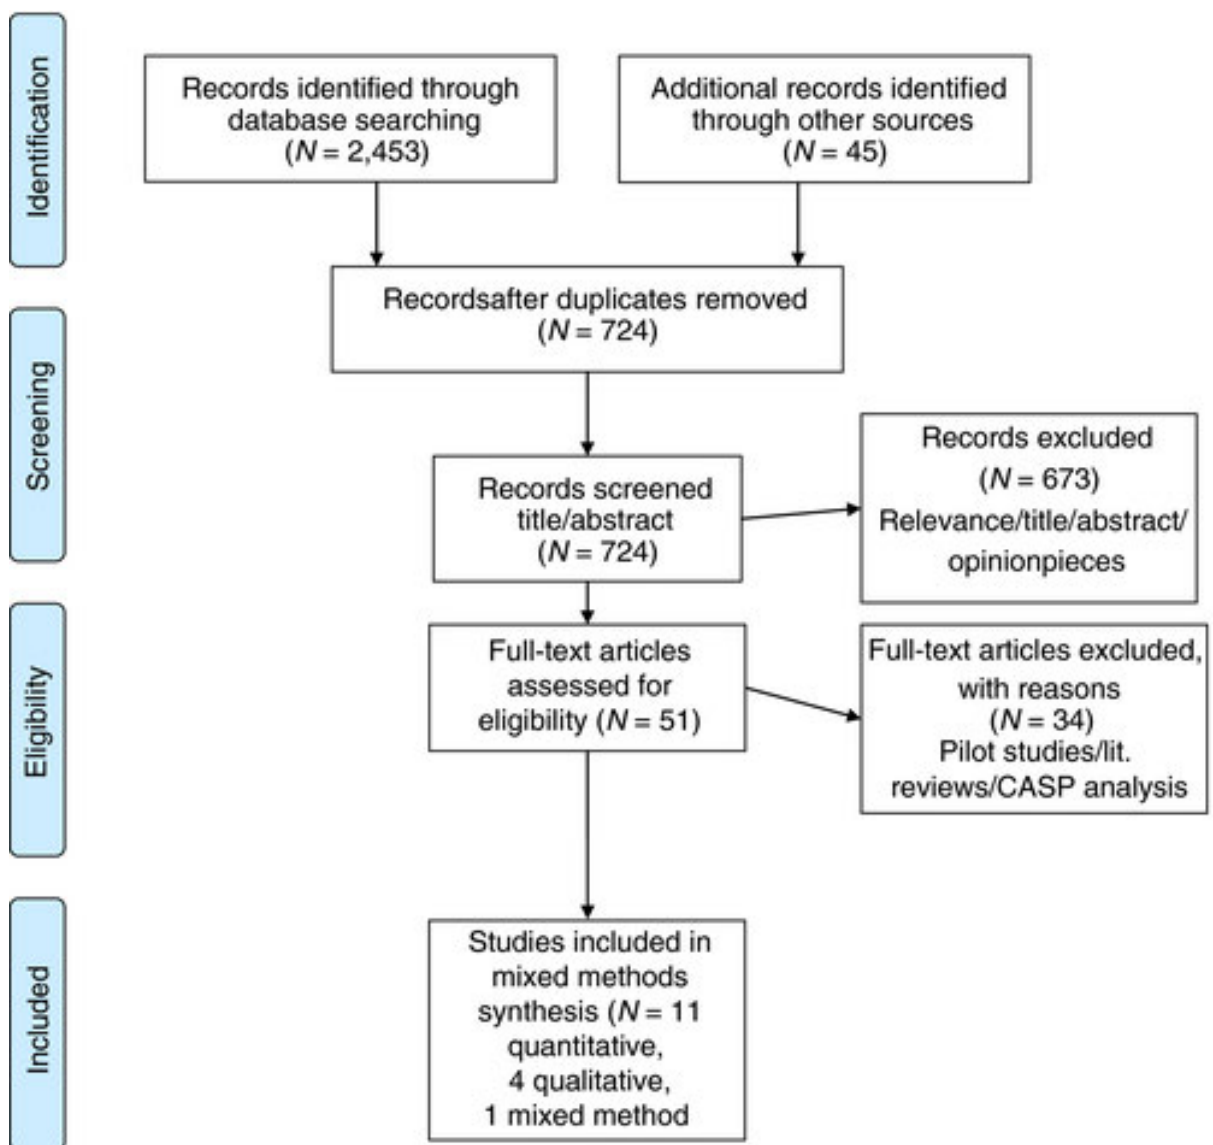 Identification
Records identified through
database searching
(N = 2,453)
Additional records identified
through other sources
(N = 45)
Recordsafter duplicates removed
(N = 724)
Screening
Records screened
title/abstract
(N = 724)
Records excluded
(N = 673)
Relevance/title/abstract/
opinionpieces
Eligibility
Full-text articles
assessed for
eligibility (N = 51)
Full-text articles excluded,
with reasons
(N = 34)
Pilot studies/lit.
reviews/CASP analysis
Included
Studies included in
mixed methods
synthesis (N = 11
quantitative,
4 qualitative,
1 mixed method